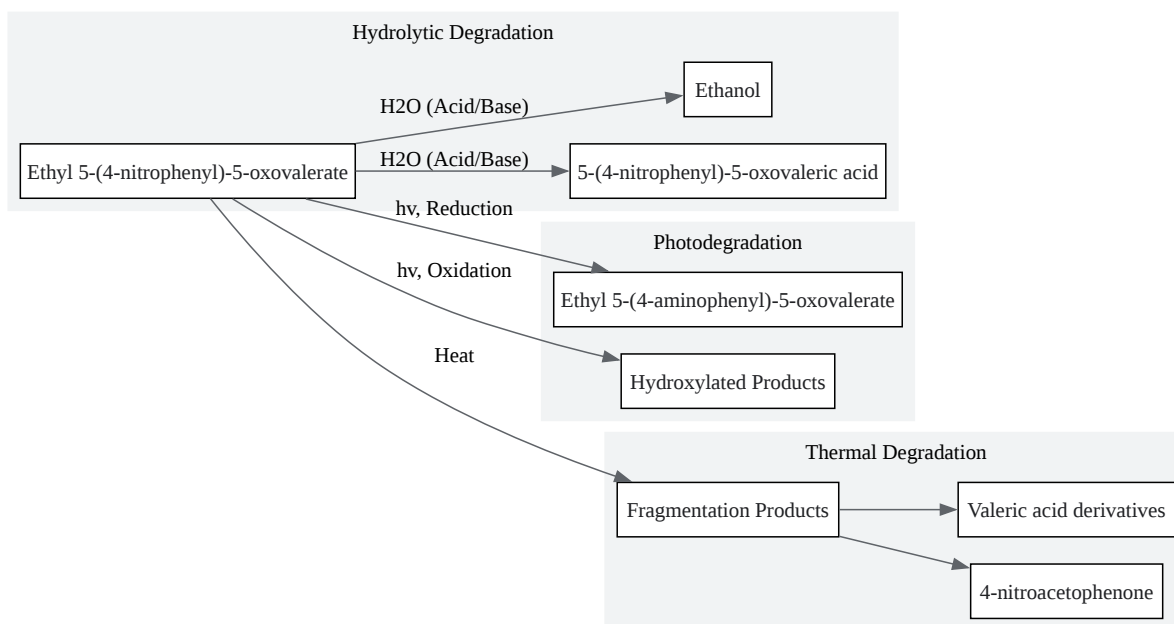 Hydrolytic Degradation
Ethanol
H2O (Acid/Base)
Ethyl 5-(4-nitrophenyl)-5-oxovalerate
H2O (Acid/Base)
5-(4-nitrophenyl)-5-oxovaleric acid
hv, Reduction
Photodegradation
hv, Oxidation
Ethyl 5-(4-aminophenyl)-5-oxovalerate
Heat
Hydroxylated Products
Thermal Degradation
Fragmentation Products
Valeric acid derivatives
4-nitroacetophenone